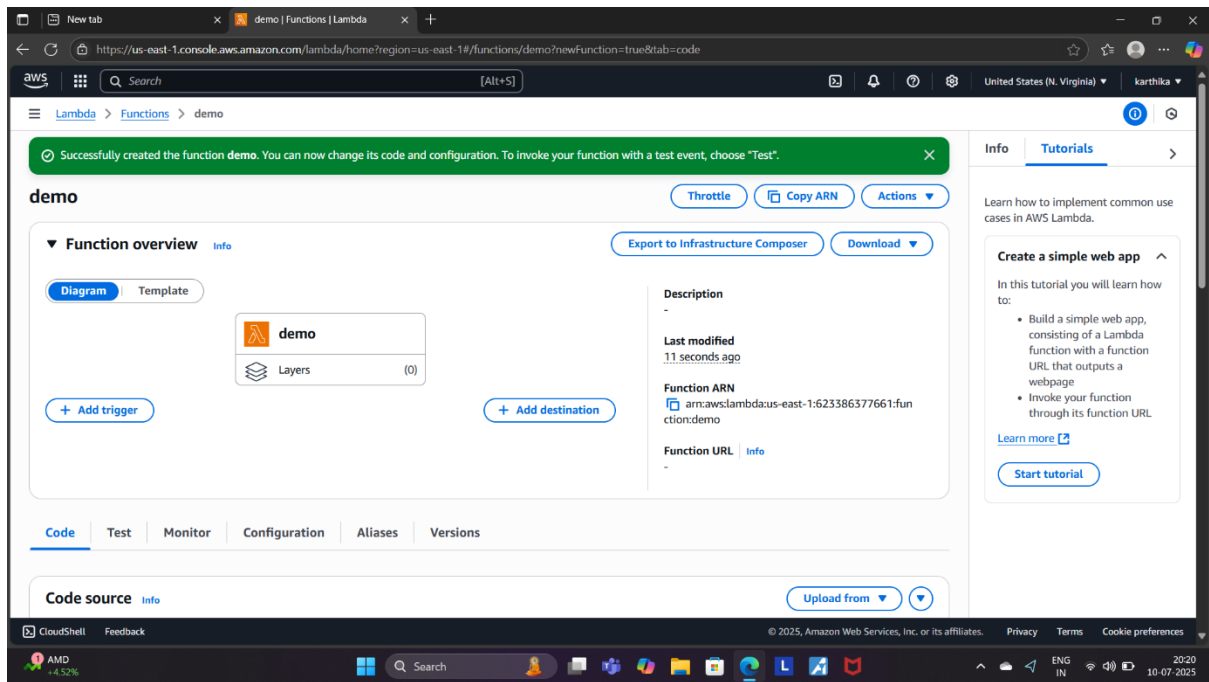 New tab
demo | Functions | Lambda
https://us-east-1.console.aws.amazon.com/lambda/home?region=us-east-1#/functions/demo?newFunction=true&tab=code
aws
Search [Alt+S]
United States (N. Virginia)
karthika
Lambda > Functions > demo
Successfully created the function demo. You can now change its code and configuration. To invoke your function with a test event, choose "Test".
demo
Throttle
Copy ARN
Actions
Function overview Info
Export to Infrastructure Composer
Download
Diagram
Template
demo
Layers (0)
+ Add trigger
+ Add destination
Description
-
Last modified
11 seconds ago
Function ARN
arn:aws:lambda:us-east-1:623386377661:fun
ction:demo
Function URL Info
-
Code
Test
Monitor
Configuration
Aliases
Versions
Code source Info
Upload from
Info
Tutorials
Learn how to implement common use
cases in AWS Lambda.
Create a simple web app
In this tutorial you will learn how
to:
• Build a simple web app,
consisting of a Lambda
function with a function
URL that outputs a
webpage
• Invoke your function
through its function URL
Learn more
Start tutorial
CloudShell
Feedback
© 2025, Amazon Web Services, Inc. or its affiliates.
Privacy
Terms
Cookie preferences
1
AMD
+4.52%
Search
L
ENG
IN
20:20
10-07-2025